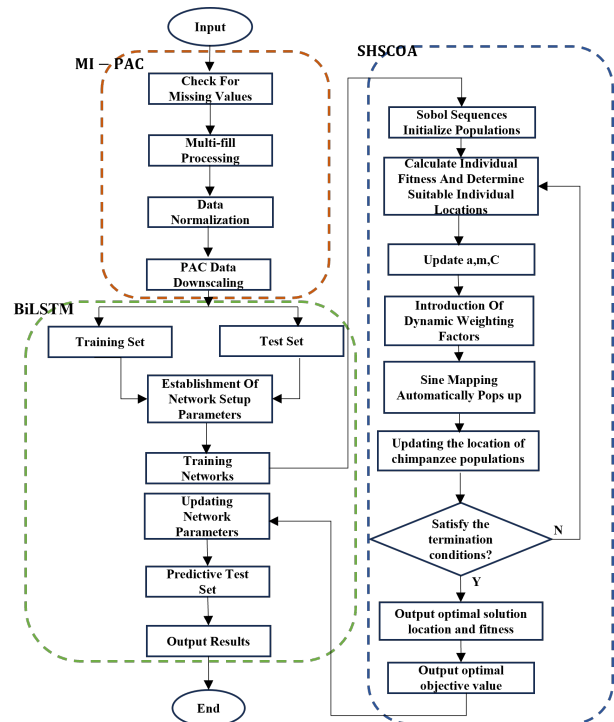 Input
MI – PAC
Check For
Missing Values
Multi-fill
Processing
Data
Normalization
PAC Data
Downscaling
BiLSTM
Training Set
Test Set
Establishment Of
Network Setup
Parameters
Training
Networks
Updating
Network
Parameters
Predictive Test
Set
Output Results
End
SHSCOA
Sobol Sequences
Initialize Populations
Calculate Individual
Fitness And Determine
Suitable Individual
Locations
Update a,m,C
Introduction Of
Dynamic Weighting
Factors
Sine Mapping
Automatically Pops up
Updating the location of
chimpanzee populations
Satisfy the
termination
conditions?
N
Y
Output optimal solution
location and fitness
Output optimal
objective value